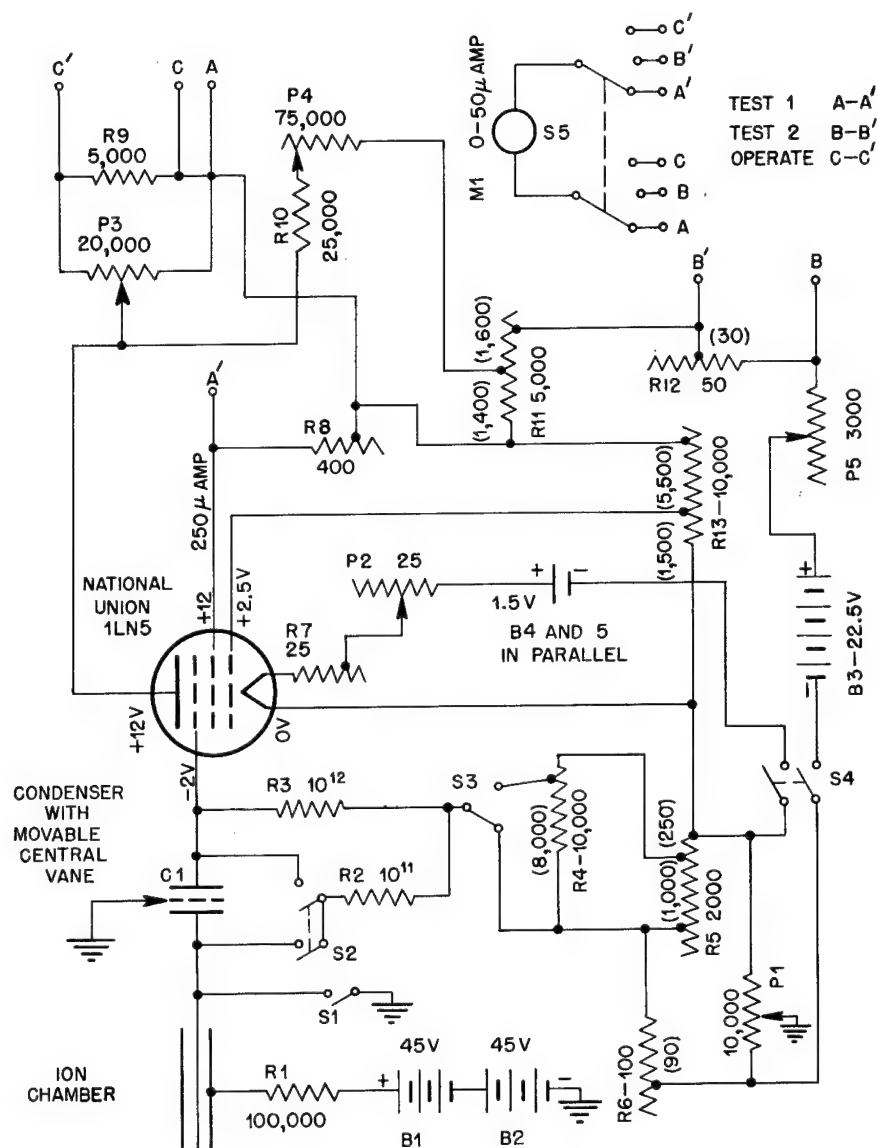 C'
C
A
R9
5,000
P3
20,000
P4
75,000
R10
25,000
M1 0-50μ AMP
S5
C'
B'
A'
C
B
A
TEST 1 A-A'
TEST 2 B-B'
OPERATE C-C'
B'
B
(30)
R12 50
P5 3000
(1,600)
(1,400)
R11 5,000
A'
R8
400
250 μ AMP
(5,500)
(1,500)
R13-10,000
NATIONAL
UNION
1LN5
+12
+2.5V
P2 25
+ -
1.5V
B4 AND 5
IN PARALLEL
R7
25
+
B3-22.5V
-
+12V
0V
-2V
S4
CONDENSER
WITH
MOVABLE
CENTRAL
VANE
C1
R3 10¹²
S3
(8,000)
R4-10,000
(250)
(1,000)
R5 2000
R2 10¹¹
S2
S1
P1
10,000
ION
CHAMBER
R1
100,000
45V
45V
+
-
B1
B2
R6-100
(90)